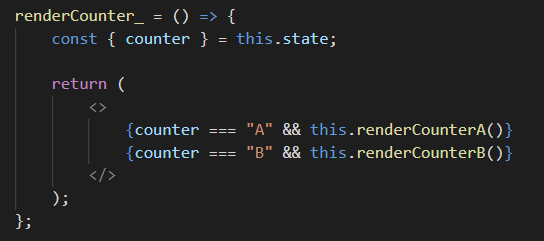 renderCounter_ = () => {
const { counter } = this.state;
return (
<>
{counter === "A" && this.renderCounterA()}
{counter === "B" && this.renderCounterB()}
</>
);
};